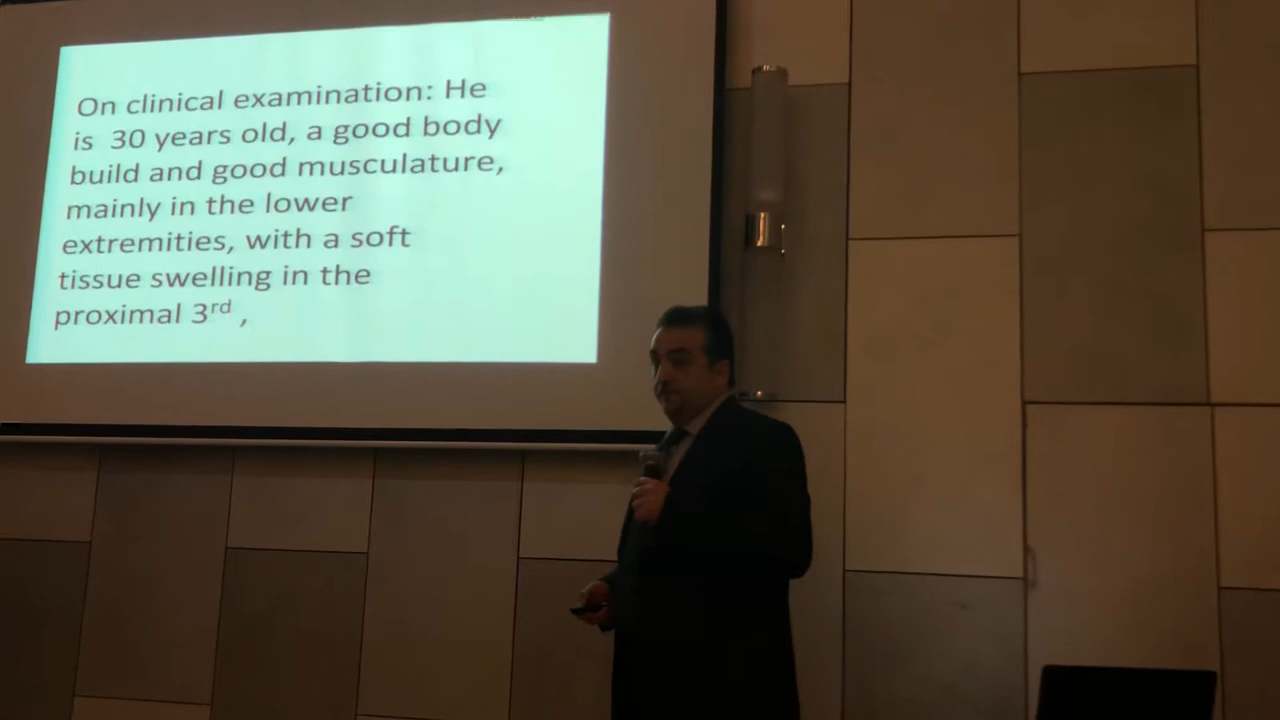 On clinical examination: He
is 30 years old, a good body
build and good musculature,
mainly in the lower
extremities, with a soft
tissue swelling in the
proximal 3rd ,